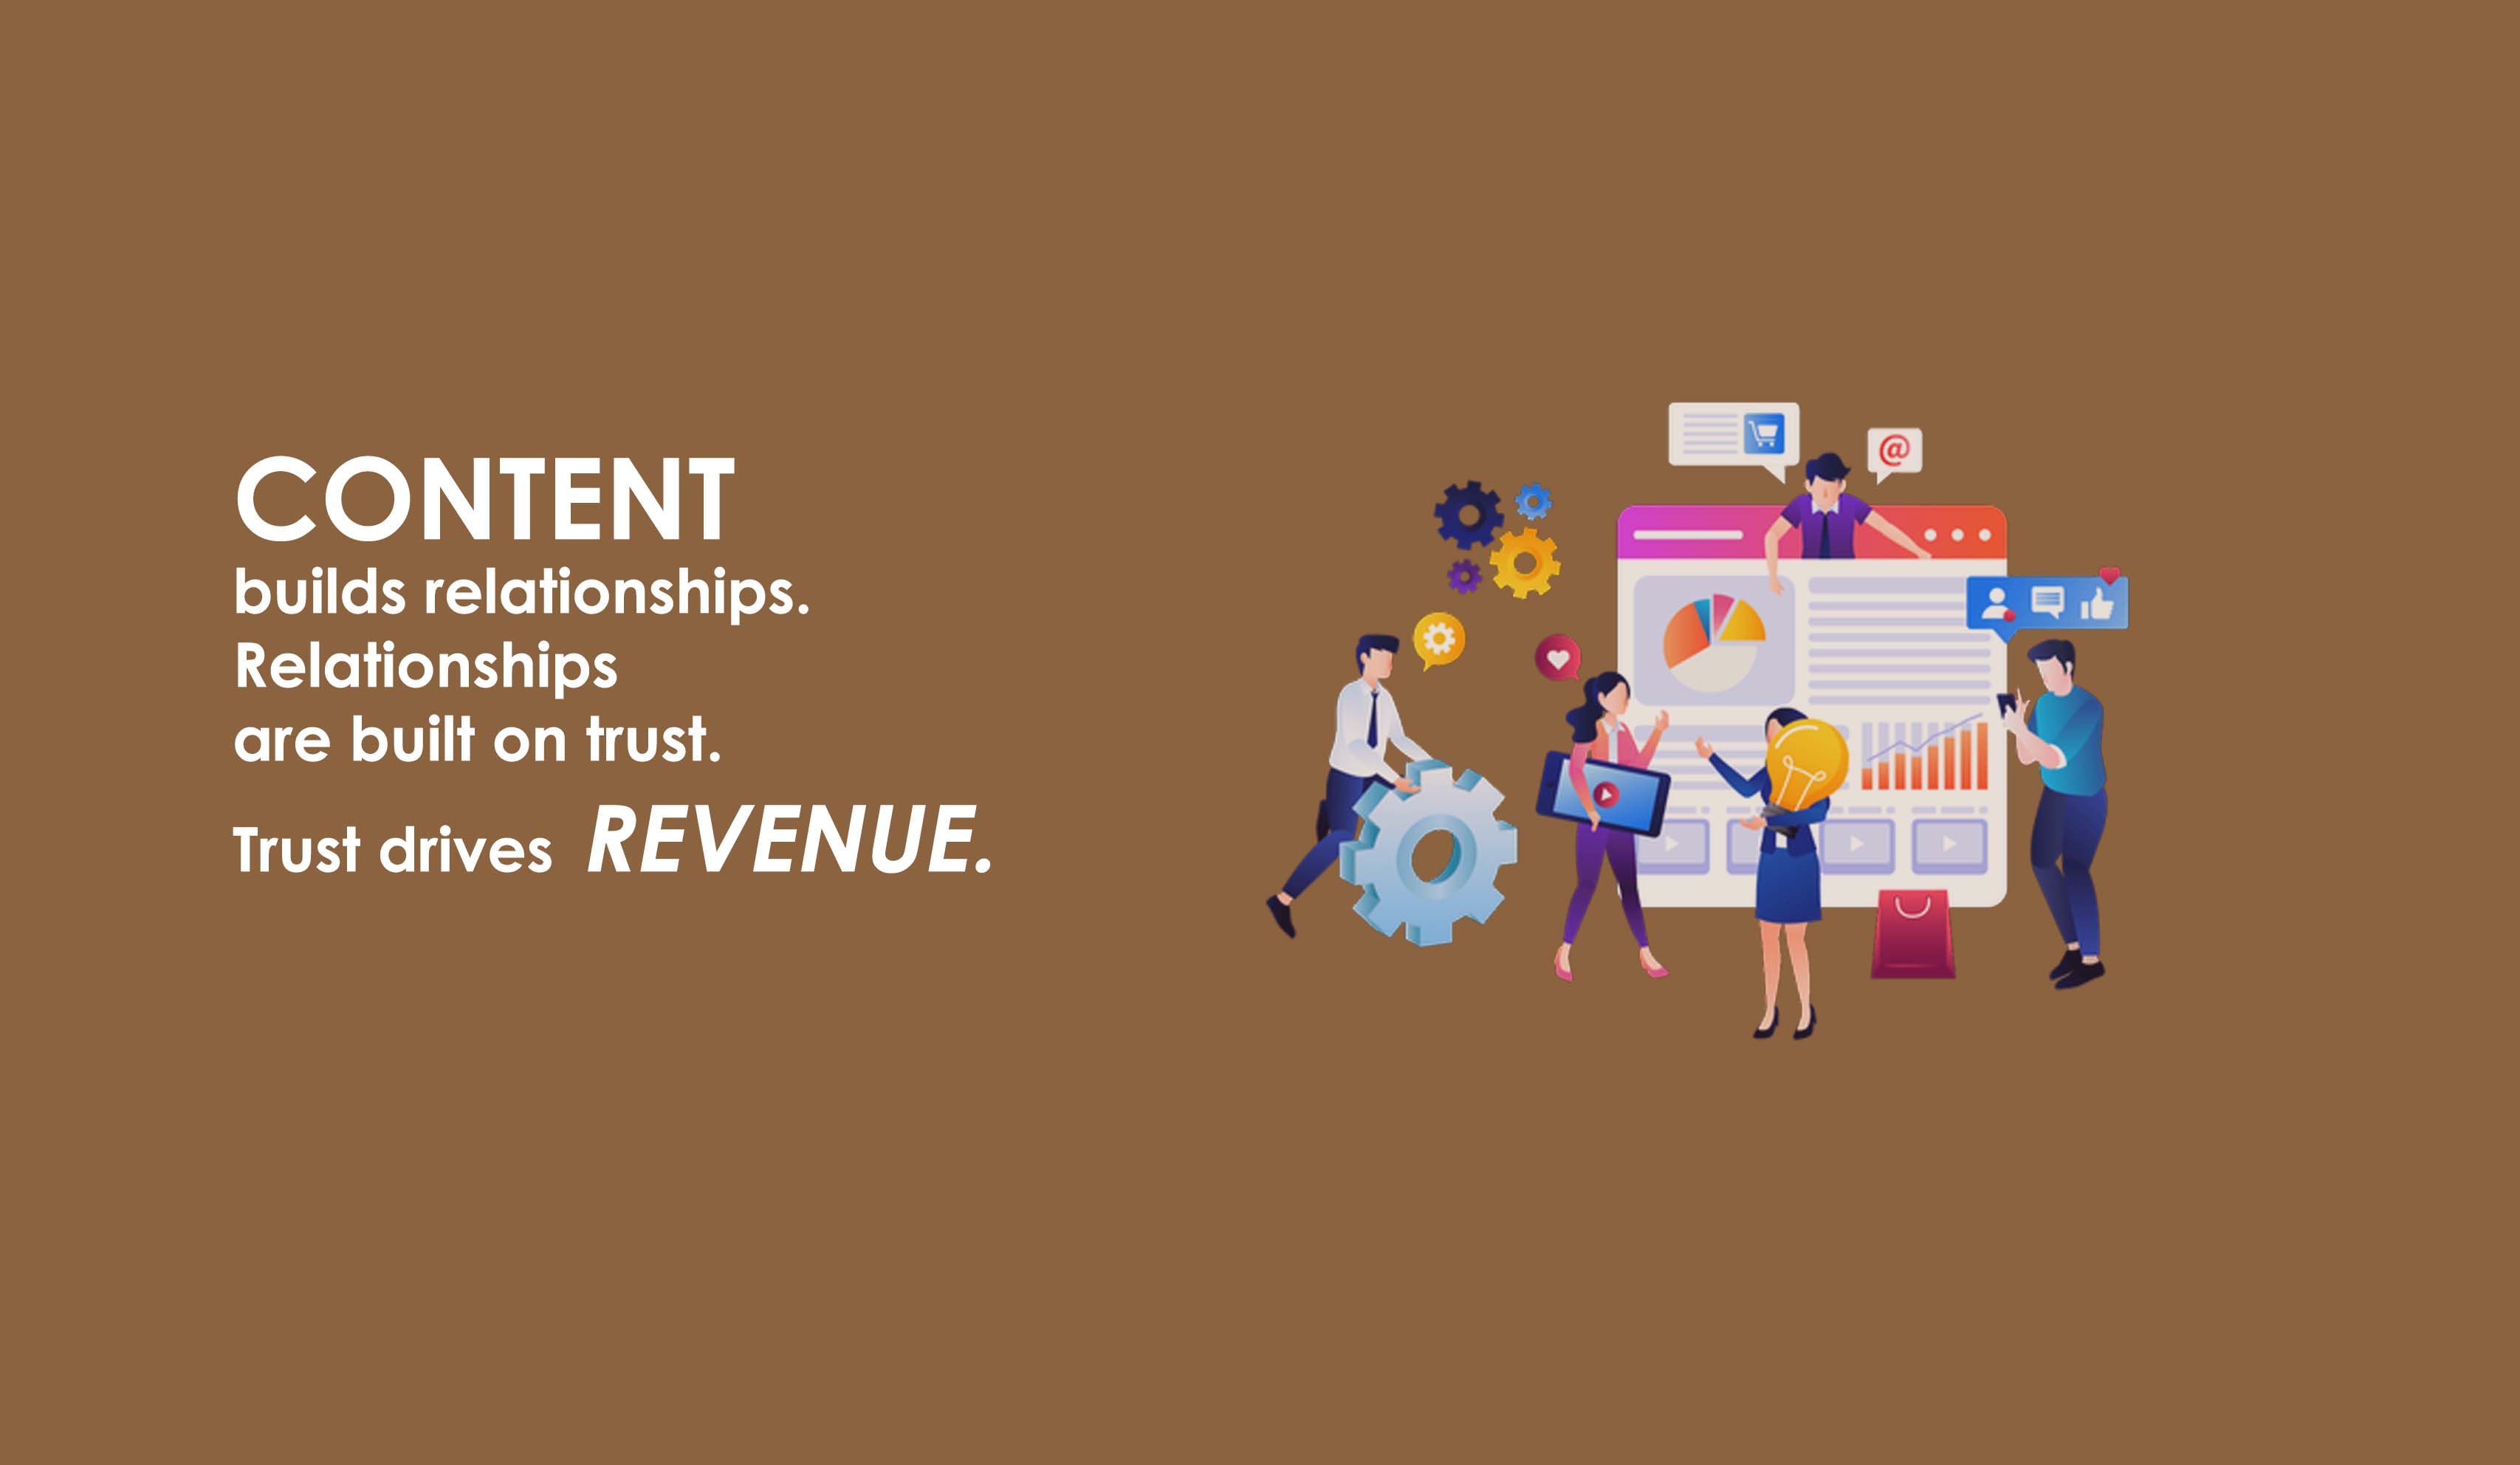 CONTENT
builds relationships.
Relationships
are built on trust.
Trust drives REVENUE.
@